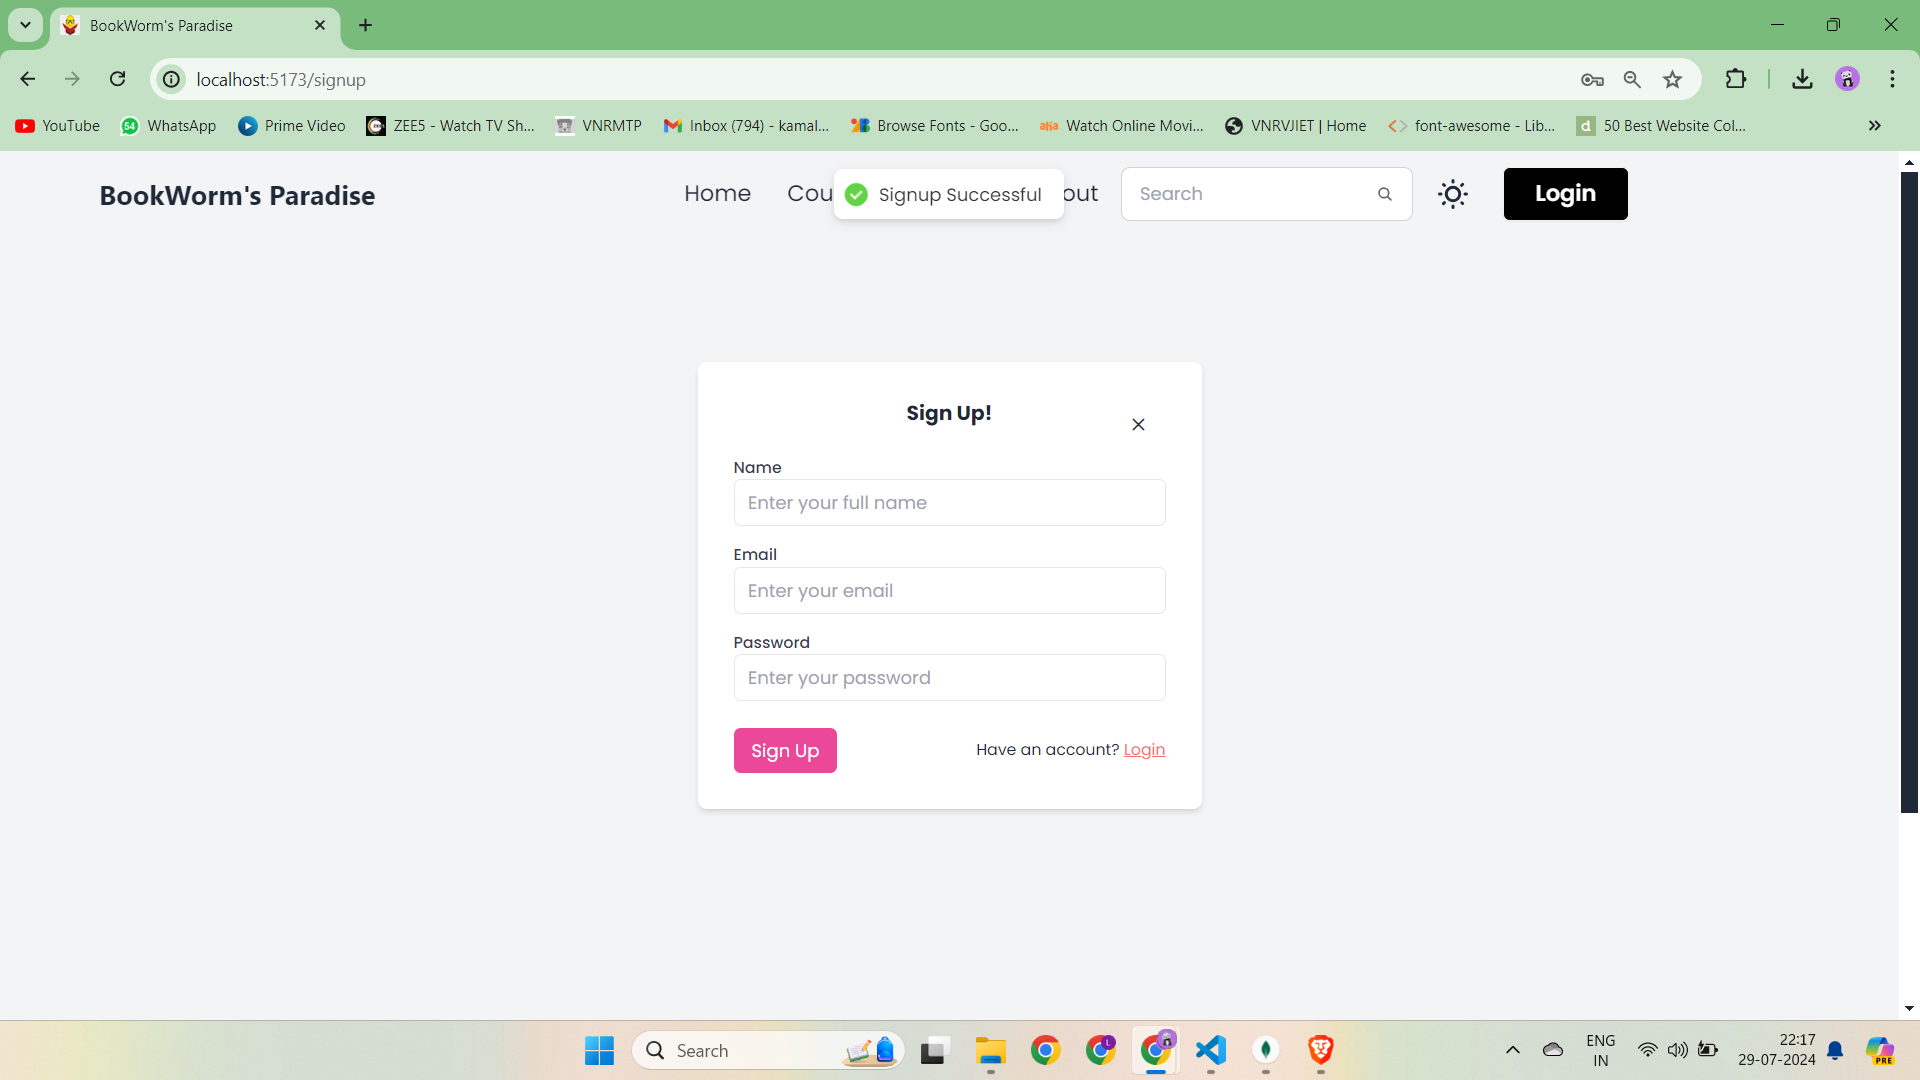 BookWorm's Paradise
localhost:5173/signup
YouTube
54
WhatsApp
Prime Video
ZEE5 - Watch TV Sh...
VNRMTP
Inbox (794) - kamal...
Browse Fonts - Goo...
aha
Watch Online Movi...
VNRVJIET | Home
font-awesome - Lib...
d
50 Best Website Col...
BookWorm's Paradise
Home
Cou
Signup Successful
out
Search
Login
Sign Up!
Name
Enter your full name
Email
Enter your email
Password
Enter your password
Sign Up
Have an account? Login
Search
L
ENG
IN
22:17
29-07-2024
PRE